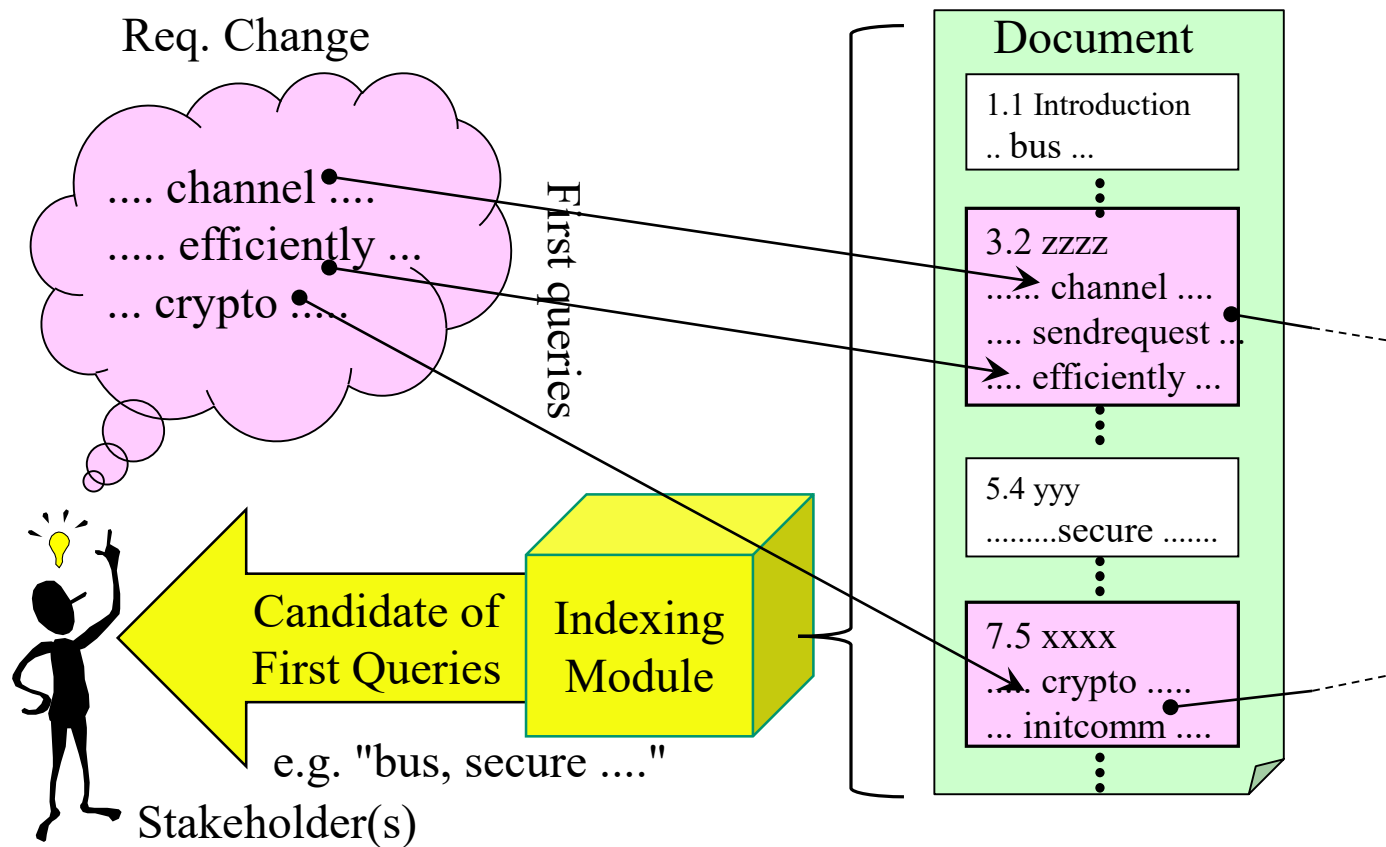 Req. Change
.... channel ....
..... efficiently ...
... crypto .....
First queries
Document
1.1 Introduction
.. bus ...
3.2 zzzz
...... channel ....
.... sendrequest ...
.... efficiently ...
5.4 yyy
.........secure .......
7.5 xxxx
..... crypto .....
... initcomm ....
Candidate of
First Queries
Indexing
Module
e.g. "bus, secure ...."
Stakeholder(s)